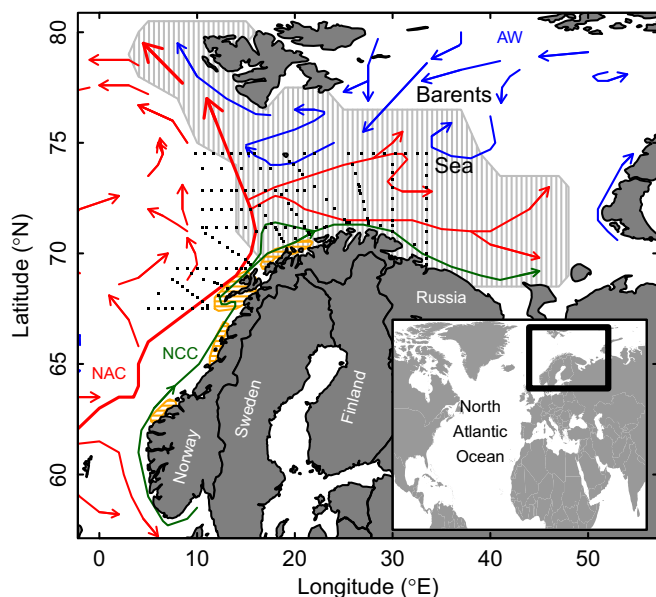 80
75
70
65
60
Latitude (°N)
AW
Barents
Sea
Russia
NCC
NAC
Norway
Sweden
Finland
North
Atlantic
Ocean
0
10
20
30
40
50
Longitude (°E)